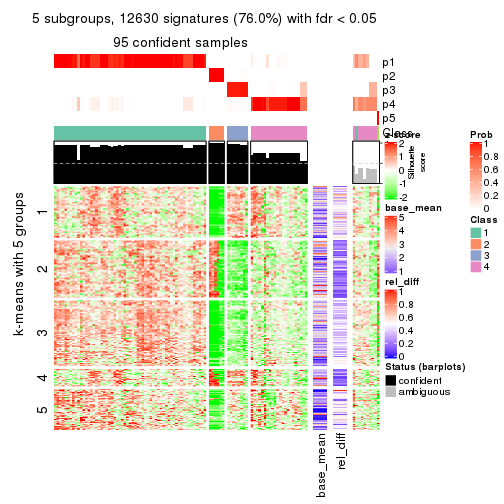 5 subgroups, 12630 signatures (76.0%) with fdr < 0.05
95 confident samples
p1
p2
p3
p4
p5
Class
k-means with 5 groups
1
2
3
4
5
base_mean
rel_diff
z-score
2
1
0
-1
-2
Silhouette
score
base_mean
5
4
3
2
1
rel_diff
1
0.8
0.6
0.4
0.2
0
Status (barplots)
confident
ambiguous
Prob
1
0.8
0.6
0.4
0.2
0
Class
1
2
3
4